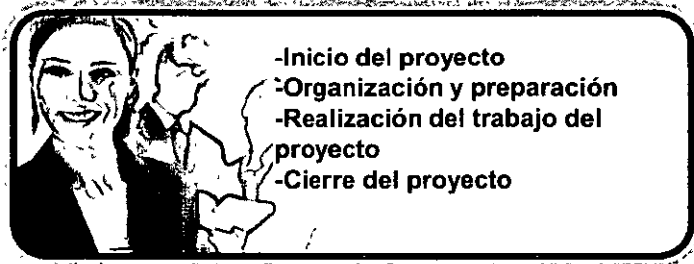 -Inicio del proyecto
-Organización y preparación
-Realización del trabajo del
proyecto
-Cierre del proyecto